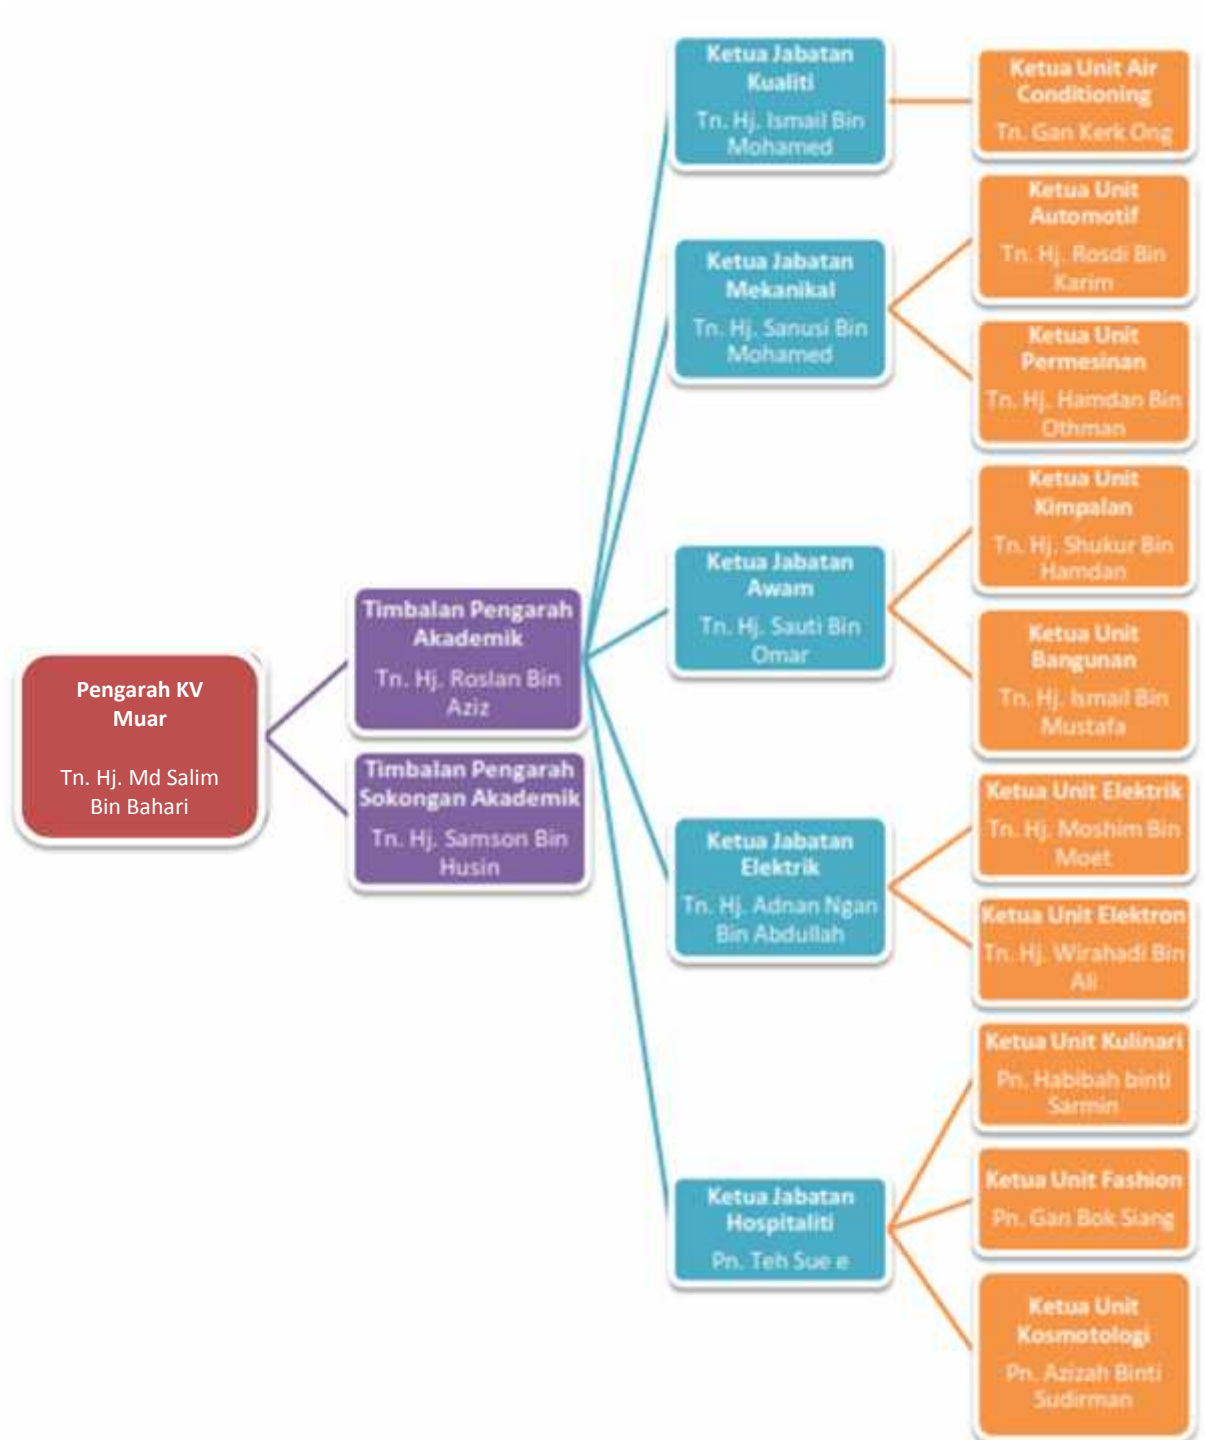 Pengarah KV
Muar
Tn. Hj. Md Salim
Bin Bahari
Timbalan Pengarah
Akademik
Tn. Hj. Roslan Bin
Aziz
Timbalan Pengarah
Sokongan Akademik
Tn. Hj. Samson Bin
Husin
Ketua Jabatan
Kualiti
Tn. Hj. Ismail Bin
Mohamed
Ketua Jabatan
Mekanikal
Tn. Hj. Sanusi Bin
Mohamed
Ketua Jabatan
Awam
Tn. Hj. Sauti Bin
Omar
Ketua Jabatan
Elektrik
Tn. Hj. Adnan Ngan
Bin Abdullah
Ketua Jabatan
Hospitaliti
Pn. Teh Sue e
Ketua Unit Air
Conditioning
Tn. Gan Kerk Ong
Ketua Unit
Automotif
Tn. Hj. Rosdi Bin
Karim
Ketua Unit
Permesinan
Tn. Hj. Hamdan Bin
Othman
Ketua Unit
Kimpalan
Tn. Hj. Shukur Bin
Hamdan
Ketua Unit
Bangunan
Tn. Hj. Ismail Bin
Mustafa
Ketua Unit Elektrik
Tn. Hj. Moshim Bin
Moet
Ketua Unit Elektron
Tn. Hj. Wirahadi Bin
Ali
Ketua Unit Kulinari
Pn. Habibah binti
Sarmin
Ketua Unit Fashion
Pn. Gan Bok Siang
Ketua Unit
Kosmotologi
Pn. Azizah Binti
Sudirman